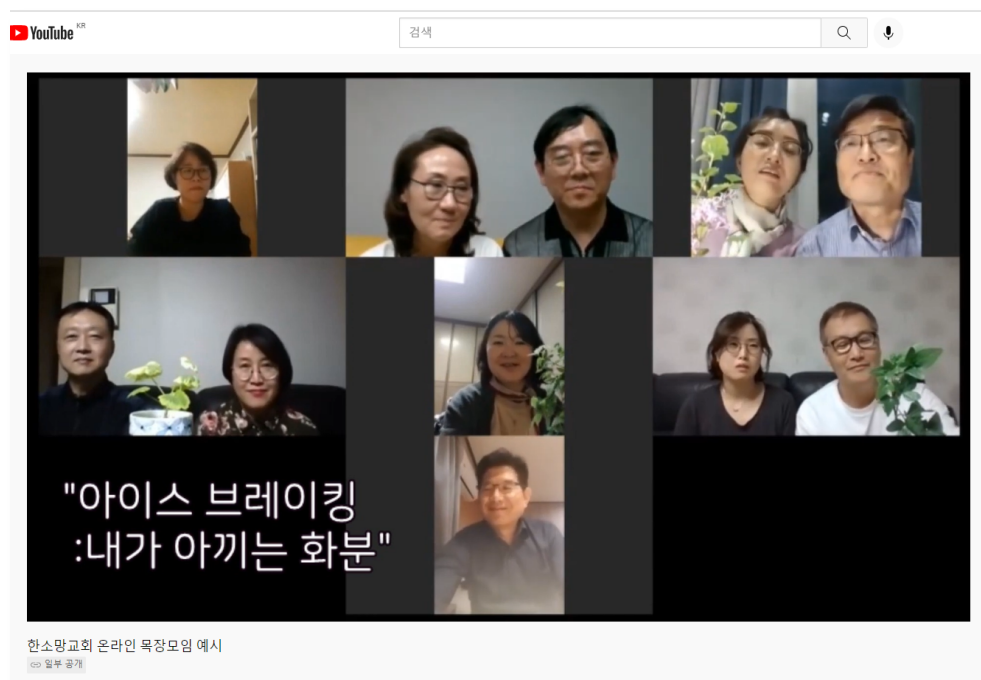 YouTube KR
검색
"아이스 브레이킹
:내가 아끼는 화분"
한소망교회 온라인 목장모임 예시
일부 공개